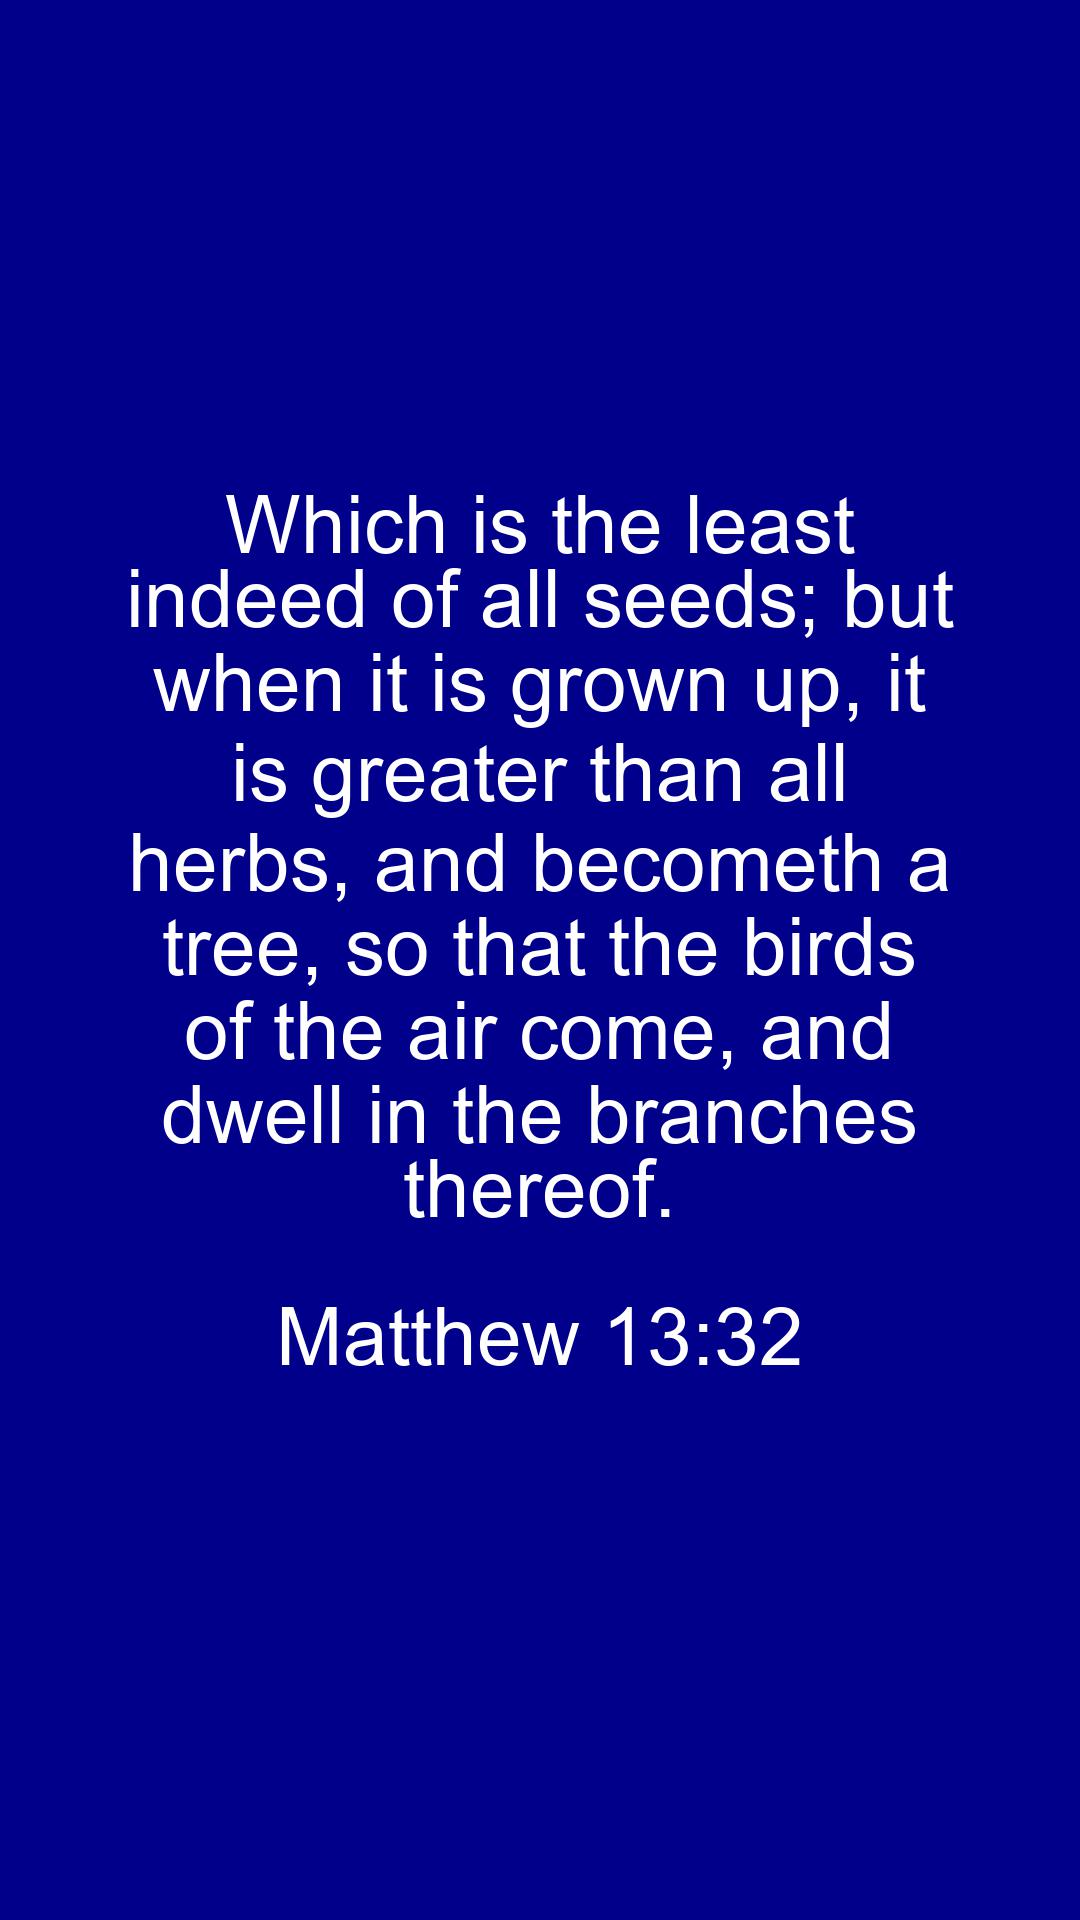 Which is the least
indeed of all seeds; but
when it is grown up, it
is greater than all
herbs, and becometh a
tree, so that the birds
of the air come, and
dwell in the branches
thereof.
Matthew 13:32